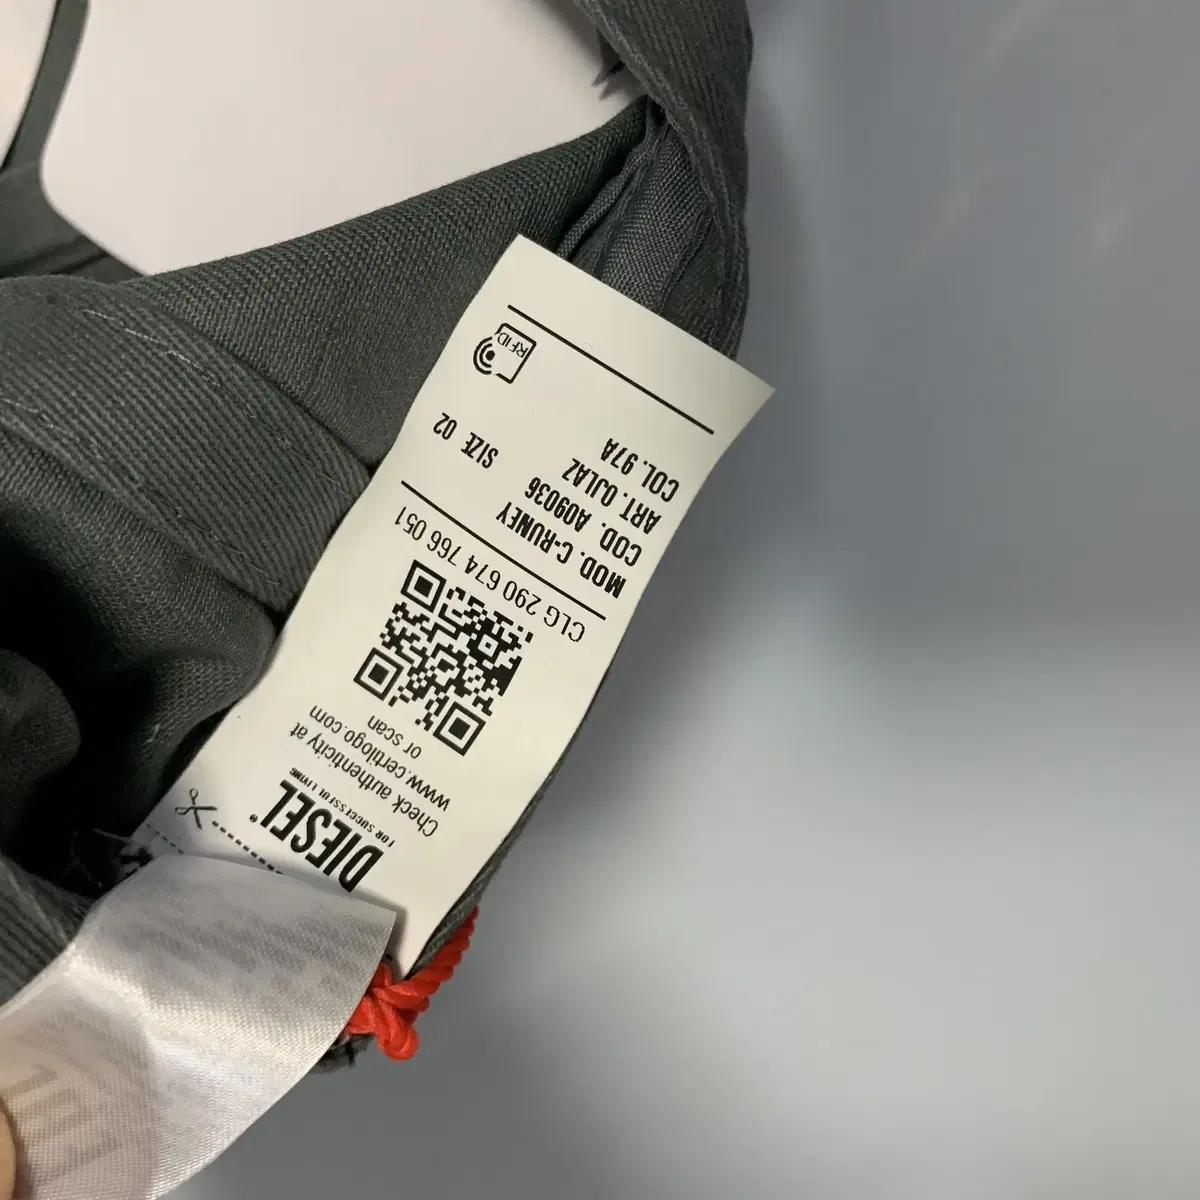 DIESEL®
FOR SUCCESSFUL LIVING
Check authenticity at
www.certilogo.com
or scan
CLG 290 674 766 051
MOD. C-RUNEY
COD. A09036 SIZE 02
ART. 0JLAZ
COL. 97A
RFID